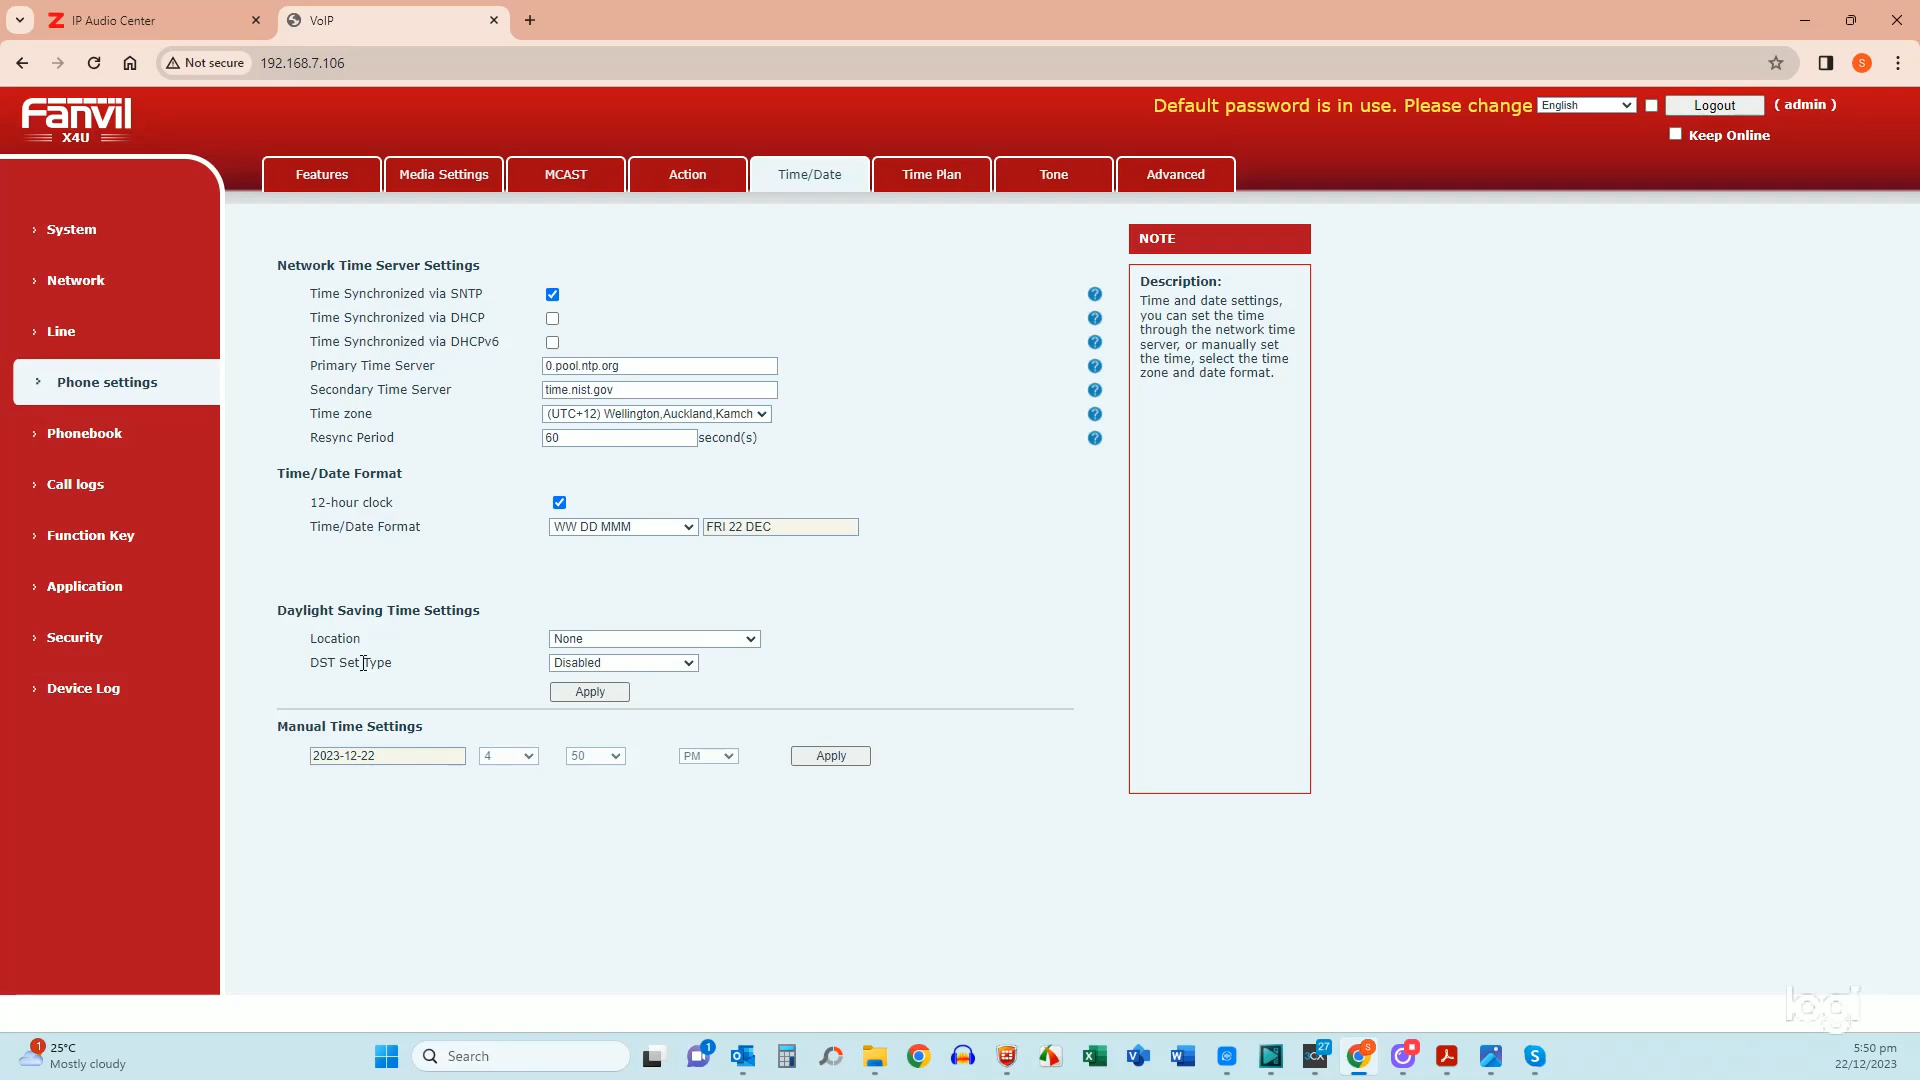 IP Audio Center
VoIP
Not secure
192.168.7.106
S
Fanvil
X4U
Default password is in use. Please change
English
Logout
( admin )
Keep Online
Features
Media Settings
MCAST
Action
Time/Date
Time Plan
Tone
Advanced
System
Network
Line
Phone settings
Phonebook
Call logs
Function Key
Application
Security
Device Log
Network Time Server Settings
Time Synchronized via SNTP
Time Synchronized via DHCP
Time Synchronized via DHCPv6
Primary Time Server 0.pool.ntp.org
Secondary Time Server time.nist.gov
Time zone (UTC+12) Wellington,Auckland,Kamch
Resync Period 60 second(s)
Time/Date Format
12-hour clock
Time/Date Format WW DD MMM FRI 22 DEC
Daylight Saving Time Settings
Location None
DST Set Type Disabled
Apply
Manual Time Settings
2023-12-22 4 50 PM Apply
NOTE
Description:
Time and date settings,
you can set the time
through the network time
server, or manually set
the time, select the time
zone and date format.
logi
1
25°C
Mostly cloudy
Search
1
27
S
5:50 pm
22/12/2023